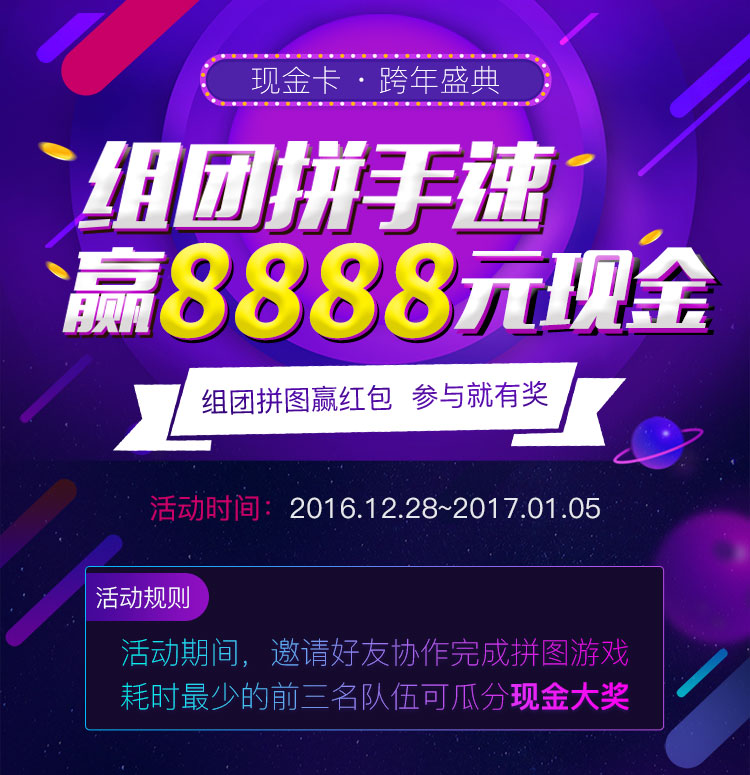 现金卡·跨年盛典
组团拼手速
赢8888元现金
组团拼图赢红包 参与就有奖
活动时间：2016.12.28~2017.01.05
活动规则
活动期间，邀请好友协作完成拼图游戏
耗时最少的前三名队伍可瓜分现金大奖